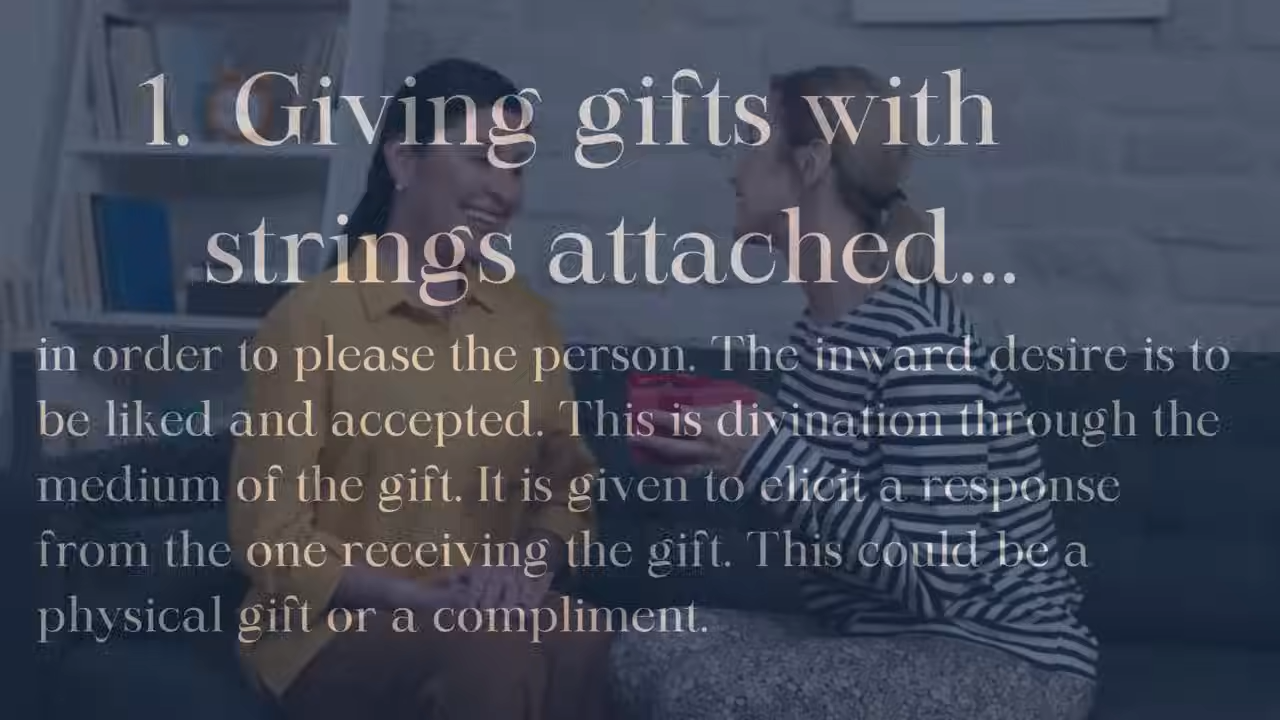 1. Giving gifts with
strings attached...
in order to please the person. The inward desire is to
be liked and accepted. This is divination through the
medium of the gift. It is given to elicit a response
from the one receiving the gift. This could be a
physical gift or a compliment.